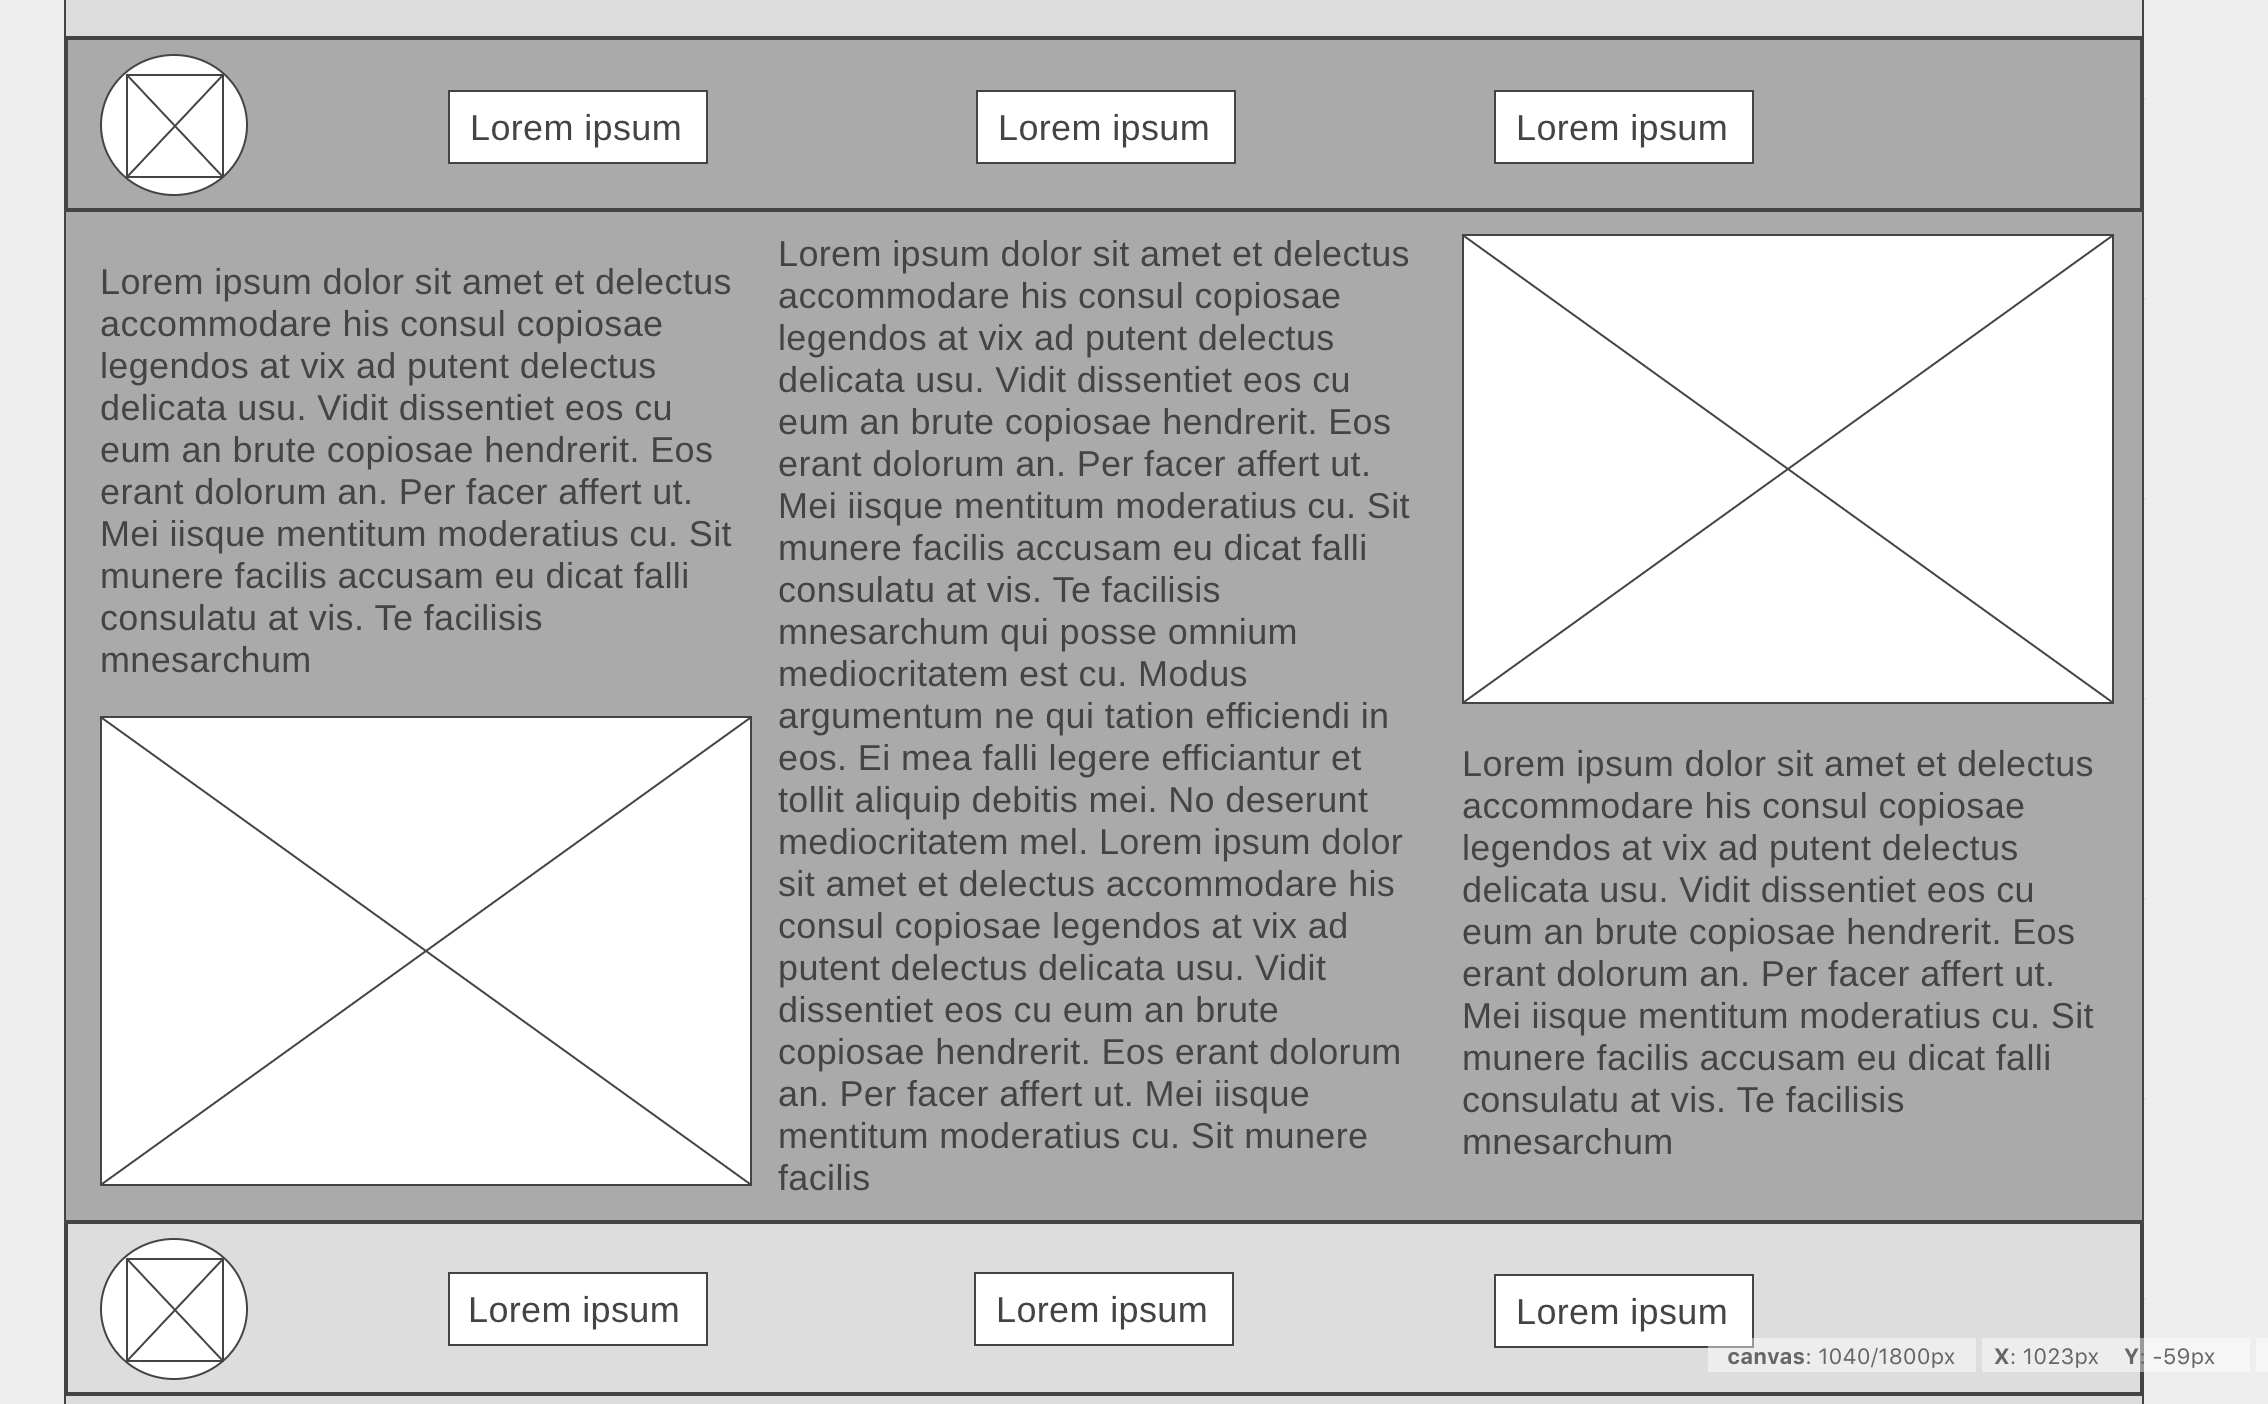 Lorem ipsum
Lorem ipsum
Lorem ipsum
Lorem ipsum dolor sit amet et delectus
accommodare his consul copiosae
legendos at vix ad putent delectus
delicata usu. Vidit dissentiet eos cu
eum an brute copiosae hendrerit. Eos
erant dolorum an. Per facer affert ut.
Mei iisque mentitum moderatius cu. Sit
munere facilis accusam eu dicat falli
consulatu at vis. Te facilisis
mnesarchum
Lorem ipsum dolor sit amet et delectus
accommodare his consul copiosae
legendos at vix ad putent delectus
delicata usu. Vidit dissentiet eos cu
eum an brute copiosae hendrerit. Eos
erant dolorum an. Per facer affert ut.
Mei iisque mentitum moderatius cu. Sit
munere facilis accusam eu dicat falli
consulatu at vis. Te facilisis
mnesarchum qui posse omnium
mediocritatem est cu. Modus
argumentum ne qui tation efficiendi in
eos. Ei mea falli legere efficiantur et
tollit aliquip debitis mei. No deserunt
mediocritatem mel. Lorem ipsum dolor
sit amet et delectus accommodare his
consul copiosae legendos at vix ad
putent delectus delicata usu. Vidit
dissentiet eos cu eum an brute
copiosae hendrerit. Eos erant dolorum
an. Per facer affert ut. Mei iisque
mentitum moderatius cu. Sit munere
facilis
Lorem ipsum dolor sit amet et delectus
accommodare his consul copiosae
legendos at vix ad putent delectus
delicata usu. Vidit dissentiet eos cu
eum an brute copiosae hendrerit. Eos
erant dolorum an. Per facer affert ut.
Mei iisque mentitum moderatius cu. Sit
munere facilis accusam eu dicat falli
consulatu at vis. Te facilisis
mnesarchum
Lorem ipsum
Lorem ipsum
Lorem ipsum
canvas: 1040/1800px X: 1023px Y: -59px